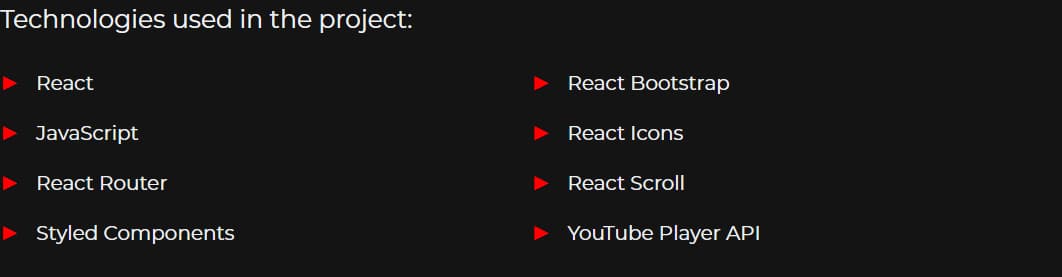 Technologies used in the project:
React
JavaScript
React Router
Styled Components
React Bootstrap
React Icons
React Scroll
YouTube Player API